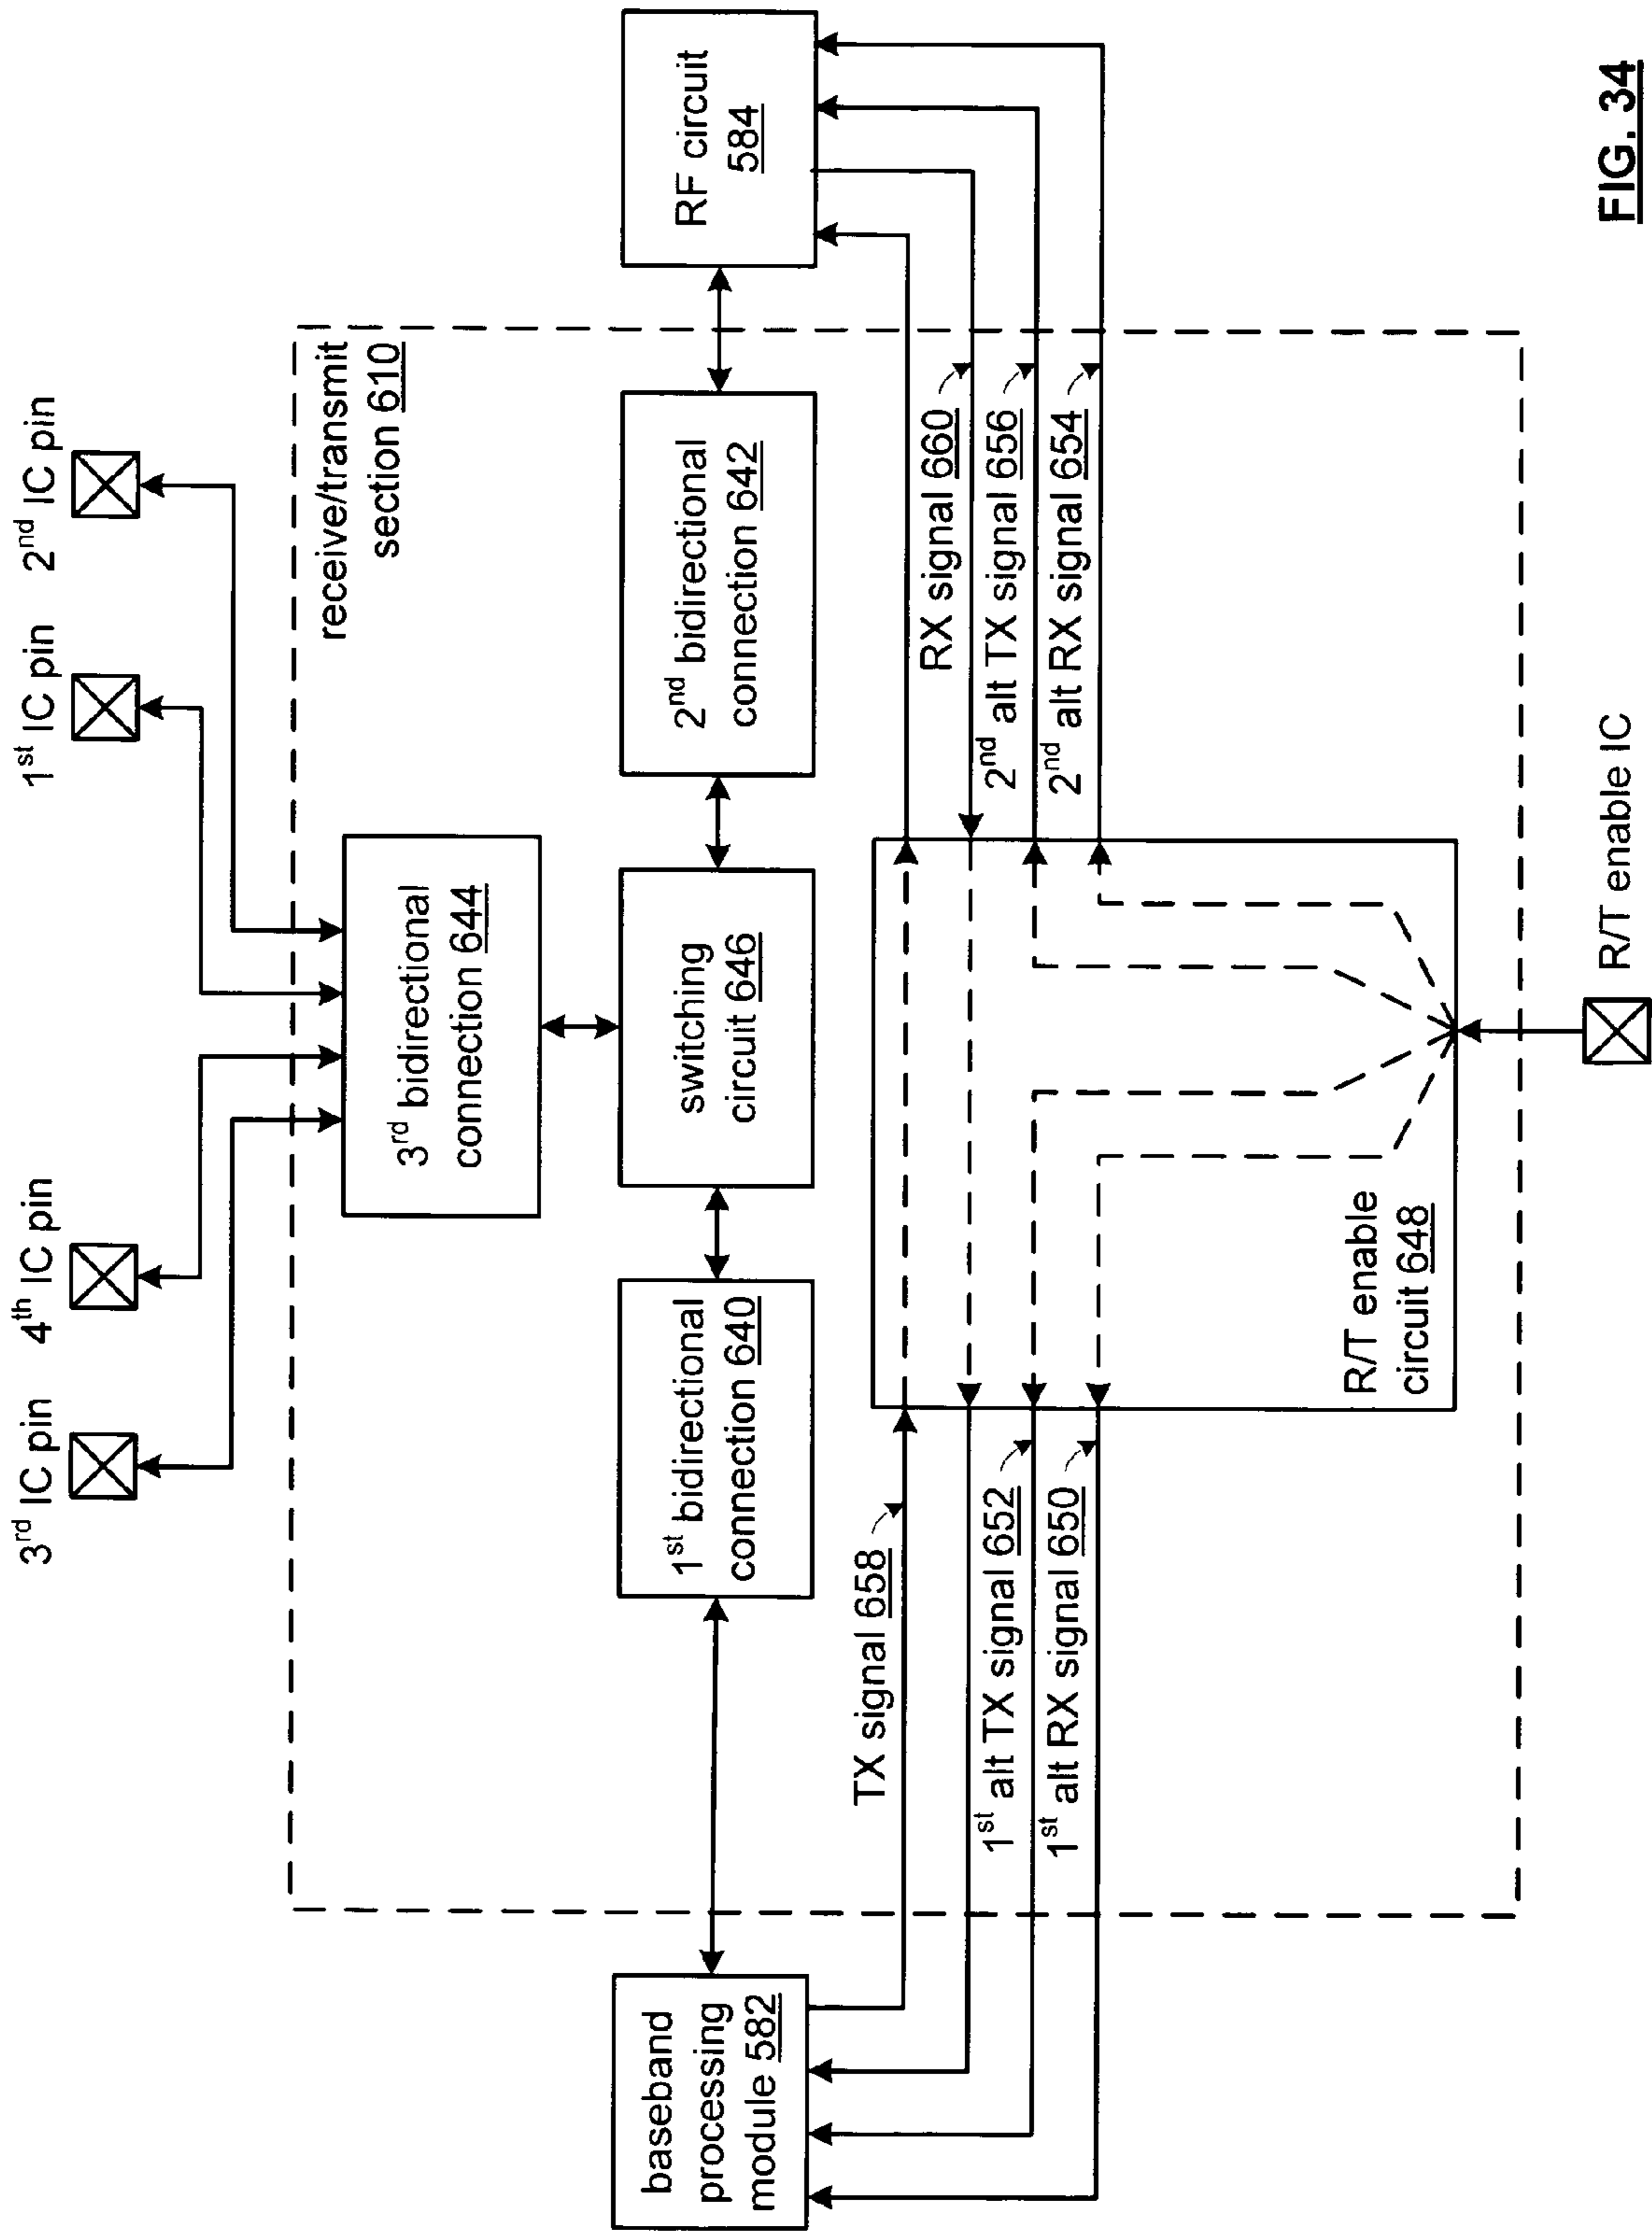 3rd IC pin
4th IC pin
1st IC pin
2nd IC pin
receive/transmit
section 610
3rd bidirectional
connection 644
baseband
processing
module 582
1st bidirectional
connection 640
switching
circuit 646
2nd bidirectional
connection 642
RF circuit
584
TX signal 658
1st alt TX signal 652
1st alt RX signal 650
RX signal 660
2nd alt TX signal 656
2nd alt RX signal 654
R/T enable
circuit 648
R/T enable IC
FIG. 34